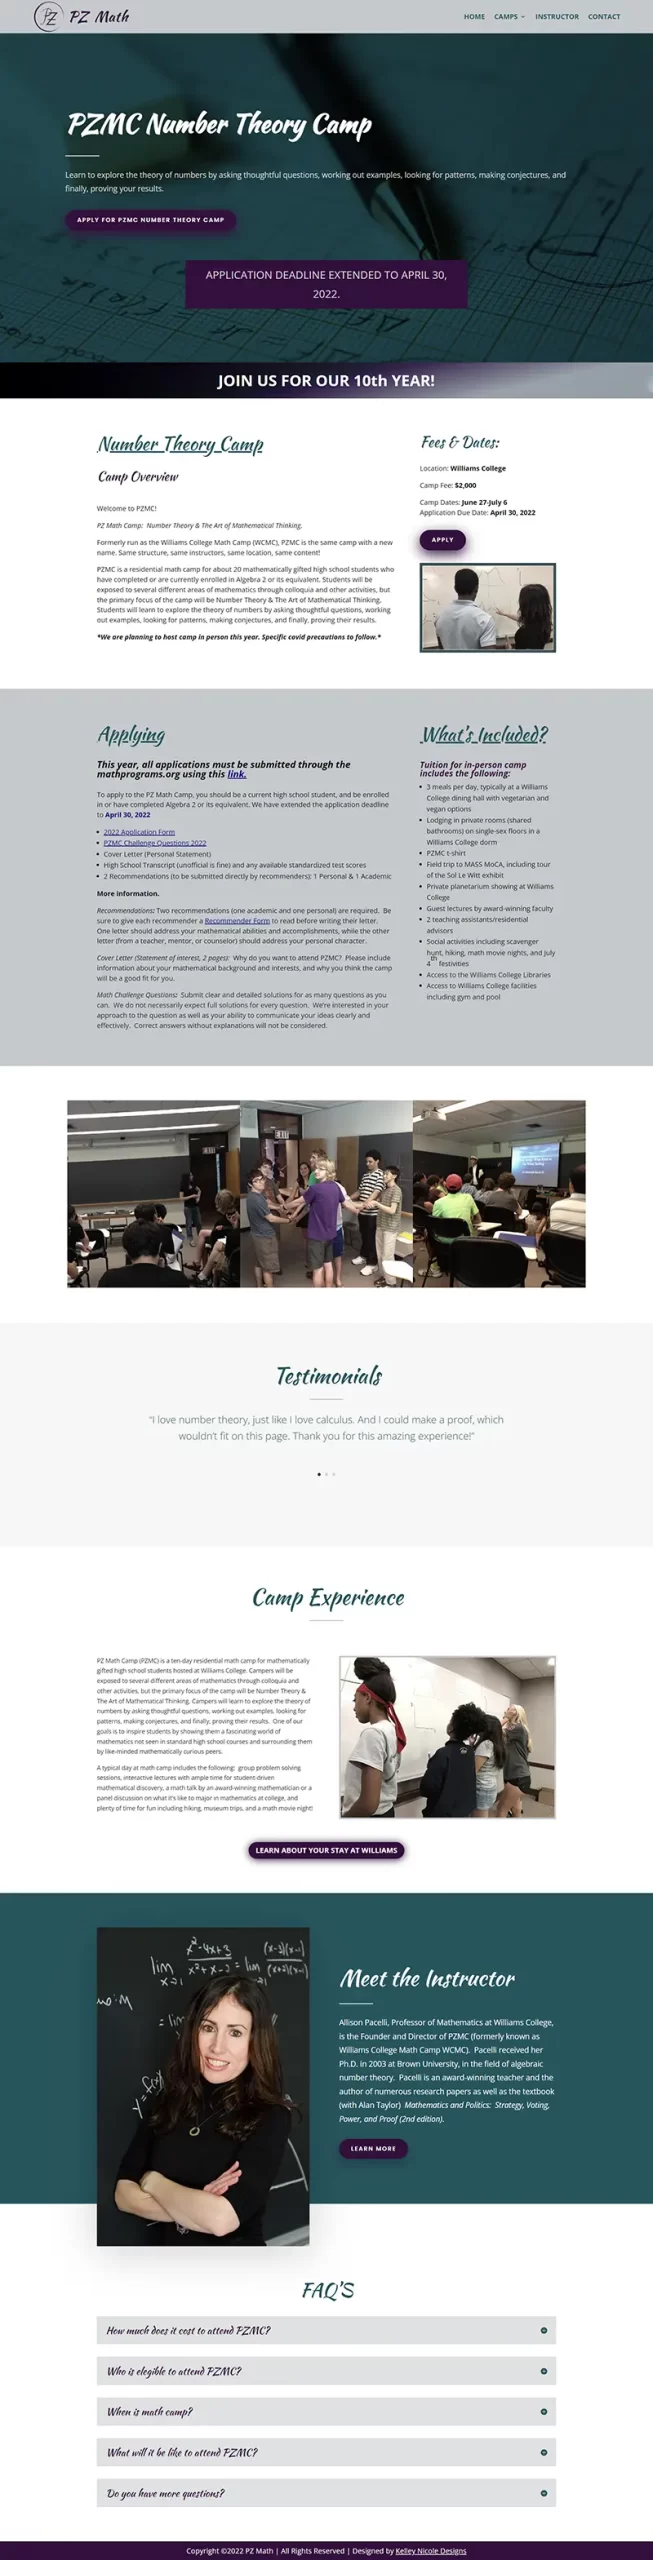 PZ Math
HOME CAMPS INSTRUCTOR CONTACT
PZMC Number Theory Camp
Learn to explore the theory of numbers by asking thoughtful questions, working out examples, looking for patterns, making conjectures, and
finally, proving your results.
APPLY FOR PZMC NUMBER THEORY CAMP
APPLICATION DEADLINE EXTENDED TO APRIL 30,
2022.
JOIN US FOR OUR 10th YEAR!
Number Theory Camp
Camp Overview
Welcome to PZMC!
PZ Math Camp: Number Theory & The Art of Mathematical Thinking.
Formerly run as the Williams College Math Camp (WCMC), PZMC is the same camp with a new
name. Same structure, same instructors, same location, same content!
PZMC is a residential math camp for about 20 mathematically gifted high school students who
have completed or are currently enrolled in Algebra 2 or its equivalent. Students will be
exposed to several different areas of mathematics through colloquia and other activities, but
the primary focus of the camp will be Number Theory & The Art of Mathematical Thinking.
Students will learn to explore the theory of numbers by asking thoughtful questions, working
out examples, looking for patterns, making conjectures, and finally, proving their results.
*We are planning to host camp in person this year. Specific covid precautions to follow.*
Fees & Dates:
Location: Williams College
Camp Fee: $2,000
Camp Dates: June 27-July 6
Application Due Date: April 30, 2022
APPLY
Applying
This year, all applications must be submitted through the
mathprograms.org using this link.
To apply to the PZ Math Camp, you should be a current high school student, and be enrolled
in or have completed Algebra 2 or its equivalent. We have extended the application deadline
to April 30, 2022
2022 Application Form
PZMC Challenge Questions 2022
Cover Letter (Personal Statement)
High School Transcript (unofficial is fine) and any available standardized test scores
2 Recommendations (to be submitted directly by recommenders); 1 Personal & 1 Academic
More information.
Recommendations: Two recommendations (one academic and one personal) are required. Be
sure to give each recommender a Recommender Form to read before writing their letter.
One letter should address your mathematical abilities and accomplishments, while the other
letter (from a teacher, mentor, or counselor) should address your personal character.
Cover Letter (Statement of Interest, 2 pages): Why do you want to attend PZMC? Please include
information about your mathematical background and interests, and why you think the camp
will be a good fit for you.
Math Challenge Questions: Submit clear and detailed solutions for as many questions as you
can. We do not necessarily expect full solutions for every question. We're interested in your
approach to the question as well as your ability to communicate your ideas clearly and
effectively. Correct answers without explanations will not be considered.
What's Included?
Tuition for in-person camp
includes the following:
3 meals per day, typically at a Williams
College dining hall with vegetarian and
vegan options
Lodging in private rooms (shared
bathrooms) on single-sex floors in a
Williams College dorm
PZMC t-shirt
Field trip to MASS MoCA, including tour
of the Sol Le Witt exhibit
Private planetarium showing at Williams
College
Guest lectures by award-winning faculty
2 teaching assistants/residential
advisors
Social activities including scavenger
hunt, hiking, math movie nights, and July
4th festivities
Access to the Williams College Libraries
Access to Williams College facilities
including gym and pool
EXIT
Testimonials
"I love number theory, just like I love calculus. And I could make a proof, which
wouldn't fit on this page. Thank you for this amazing experience!"
Camp Experience
PZ Math Camp (PZMC) is a ten-day residential math camp for mathematically
gifted high school students hosted at Williams College. Campers will be
exposed to several different areas of mathematics through colloquia and
other activities, but the primary focus of the camp will be Number Theory &
The Art of Mathematical Thinking. Campers will learn to explore the theory of
numbers by asking thoughtful questions, working out examples, looking for
patterns, making conjectures, and finally, proving their results. One of our
goals is to inspire students by showing them a fascinating world of
mathematics not seen in standard high-school courses and surrounding them
by like-minded mathematically curious peers.
A typical day at math camp includes the following: group problem solving
sessions, interactive lectures with ample time for student-driven
mathematical discovery, a math talk by an award-winning mathematician or a
panel discussion on what it's like to major in mathematics at college, and
plenty of time for fun including hiking, museum trips, and a math movie night!
LEARN ABOUT YOUR STAY AT WILLIAMS
Meet the Instructor
Allison Pacelli, Professor of Mathematics at Williams College,
is the Founder and Director of PZMC (formerly known as
Williams College Math Camp WCMC). Pacelli received her
Ph.D. in 2003 at Brown University, in the field of algebraic
number theory. Pacelli is an award-winning teacher and the
author of numerous research papers as well as the textbook
(with Alan Taylor) Mathematics and Politics: Strategy, Voting,
Power, and Proof (2nd edition).
LEARN MORE
FAQ'S
How much does it cost to attend PZMC?
Who is elegible to attend PZMC?
When is math camp?
What will it be like to attend PZMC?
Do you have more questions?
Copyright ©2022 PZ Math | All Rights Reserved | Designed by Kelley Nicole Designs